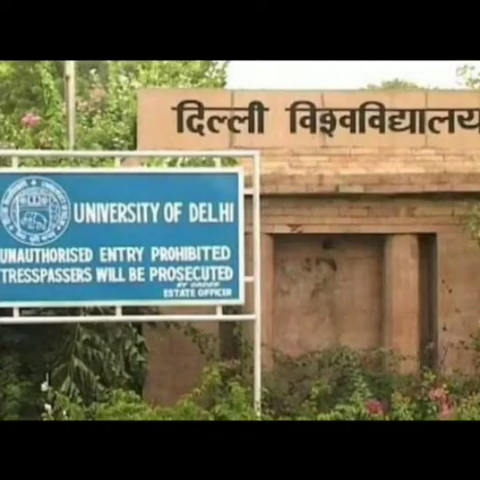 दिल्ली विश्वविद्यालय
UNIVERSITY OF DELHI
UNAUTHORISED ENTRY PROHIBITED
TRESSPASSERS WILL BE PROSECUTED
BY ORDER
ESTATE OFFICER